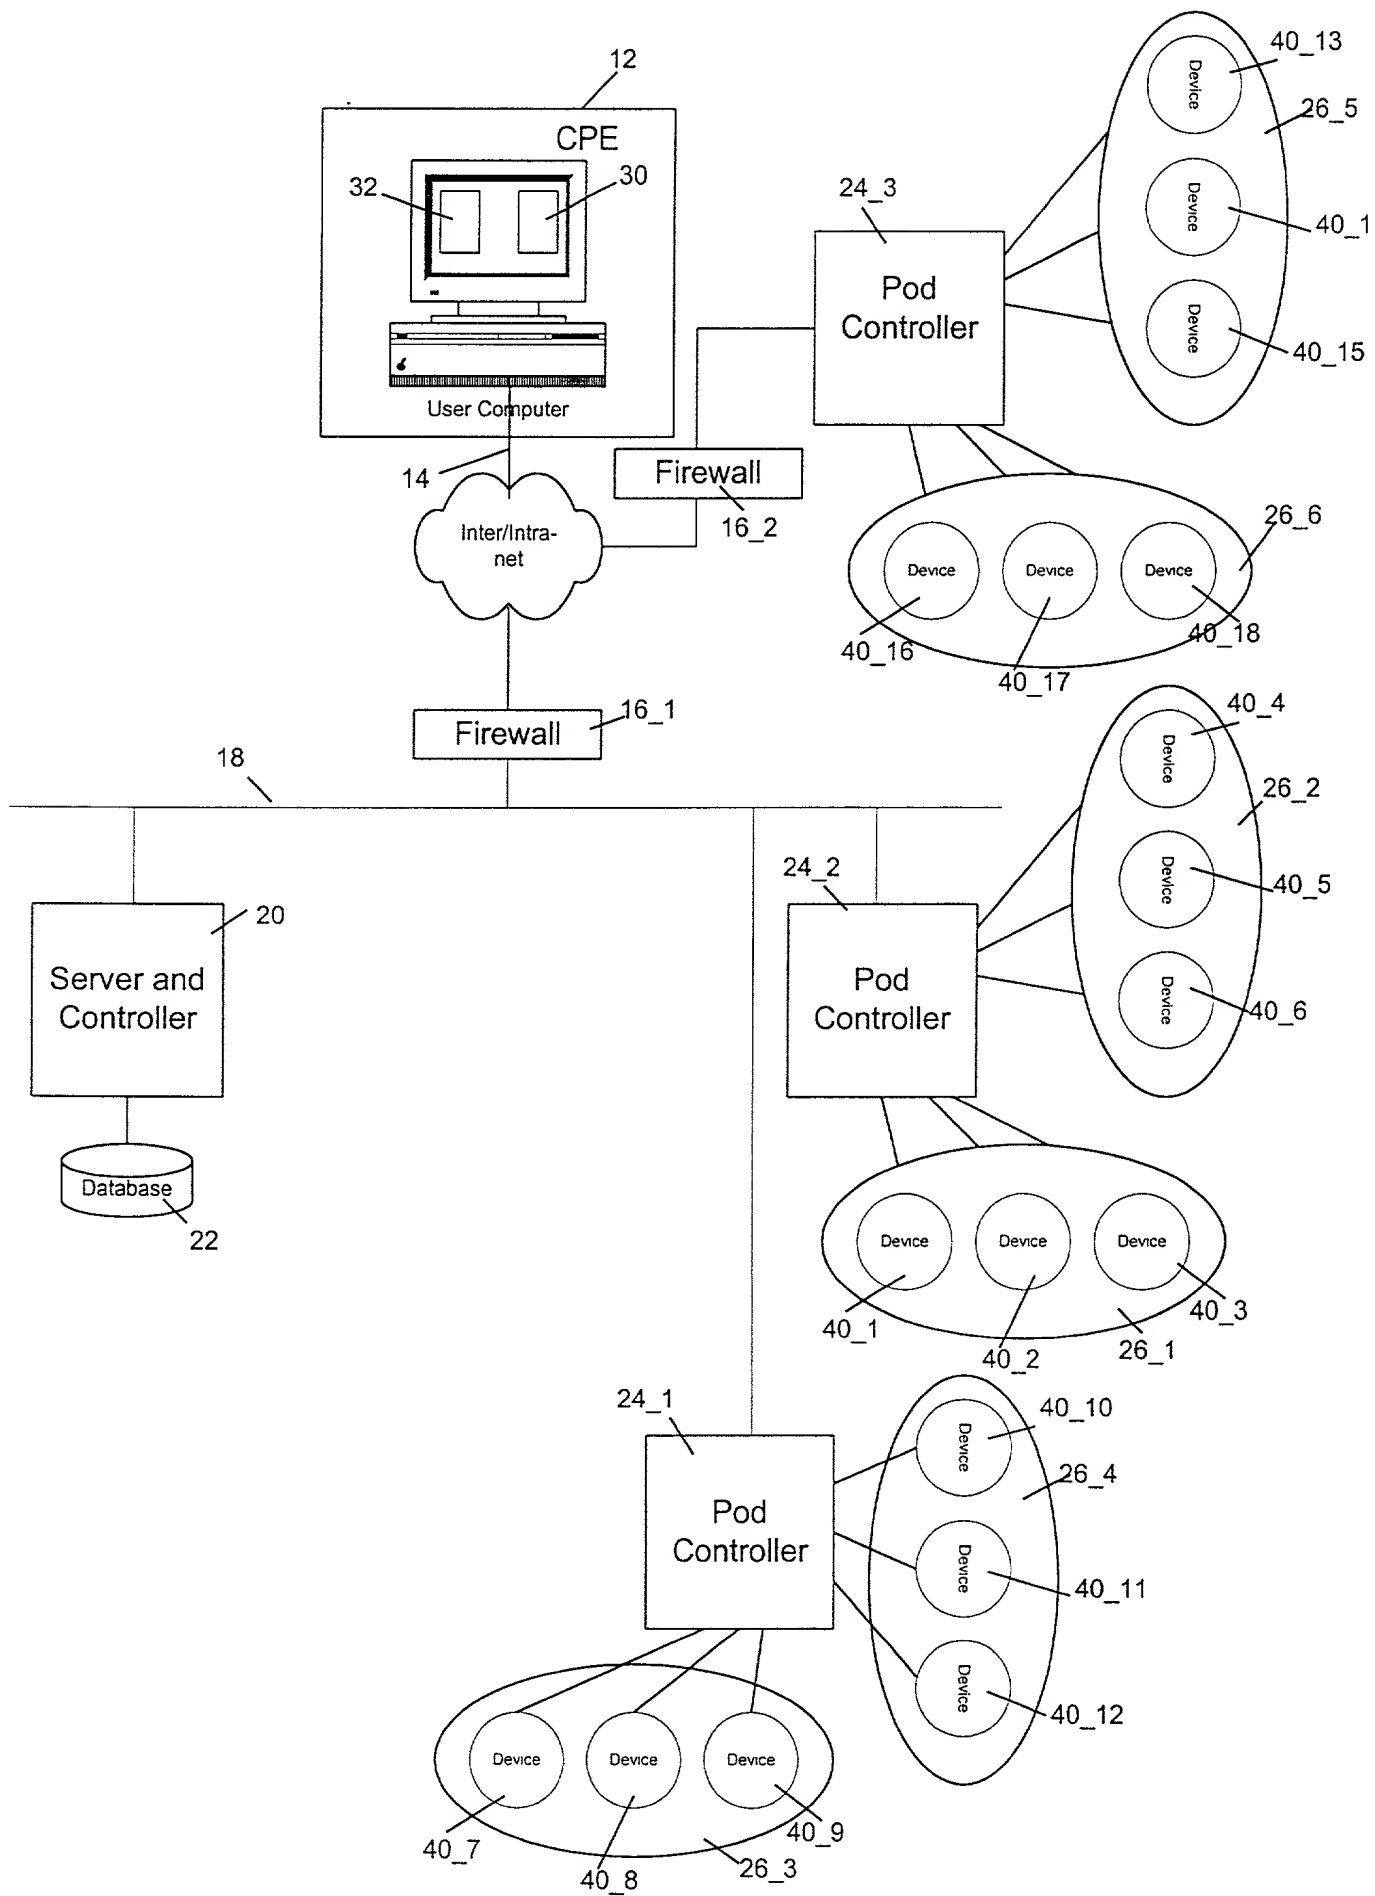 12
CPE
32
30
User Computer
14
Inter/Intra-
net
Firewall
16_2
24_3
Pod
Controller
Device
40_13
26_5
Device
40_1
Device
40_15
26_6
Device
Device
Device
40_16
40_17
40_18
Firewall
16_1
18
20
Server and
Controller
Database
22
24_2
Pod
Controller
Device
40_4
26_2
Device
40_5
Device
40_6
Device
Device
Device
40_1
40_2
40_3
26_1
24_1
Pod
Controller
Device
40_10
26_4
Device
40_11
Device
40_12
Device
Device
Device
40_7
40_8
40_9
26_3